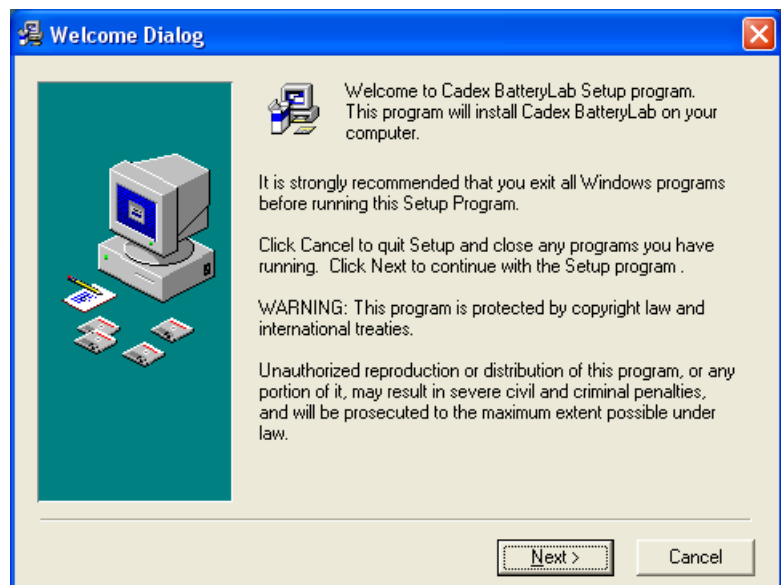 Welcome Dialog
Welcome to Cadex BatteryLab Setup program.
This program will install Cadex BatteryLab on your
computer.
It is strongly recommended that you exit all Windows programs
before running this Setup Program.
Click Cancel to quit Setup and close any programs you have
running.  Click Next to continue with the Setup program .
WARNING: This program is protected by copyright law and
international treaties.
Unauthorized reproduction or distribution of this program, or any
portion of it, may result in severe civil and criminal penalties,
and will be prosecuted to the maximum extent possible under
law.
Next >
Cancel